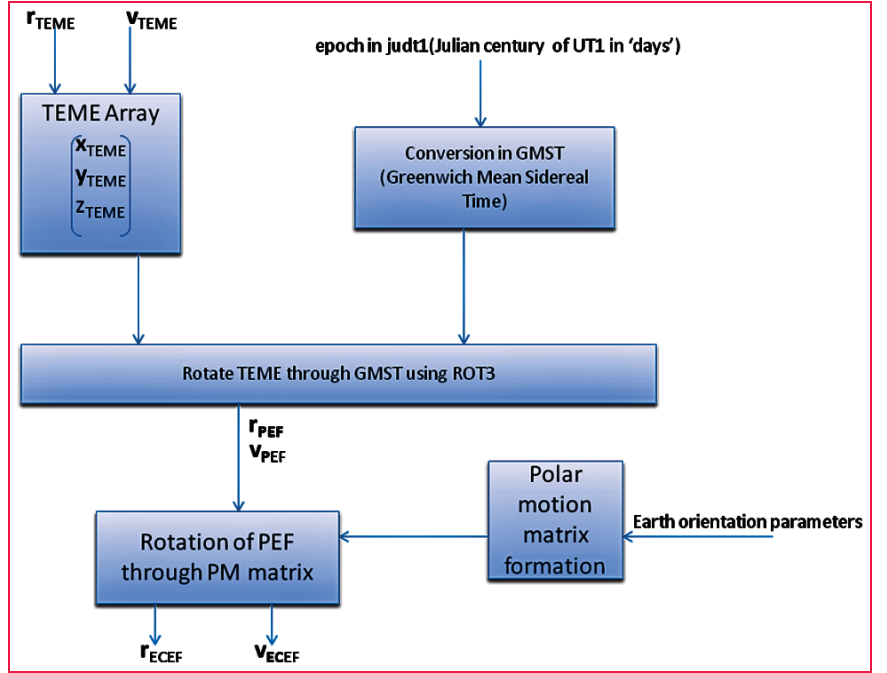 rTEME vTEME
epoch in judt1(Julian century of UT1 in ‘days’)
TEME Array
xTEME
yTEME
zTEME
Conversion in GMST
(Greenwich Mean Sidereal
Time)
Rotate TEME through GMST using ROT3
rPEF
vPEF
Polar
motion
matrix
formation
Earth orientation parameters
Rotation of PEF
through PM matrix
rECEF vECEF